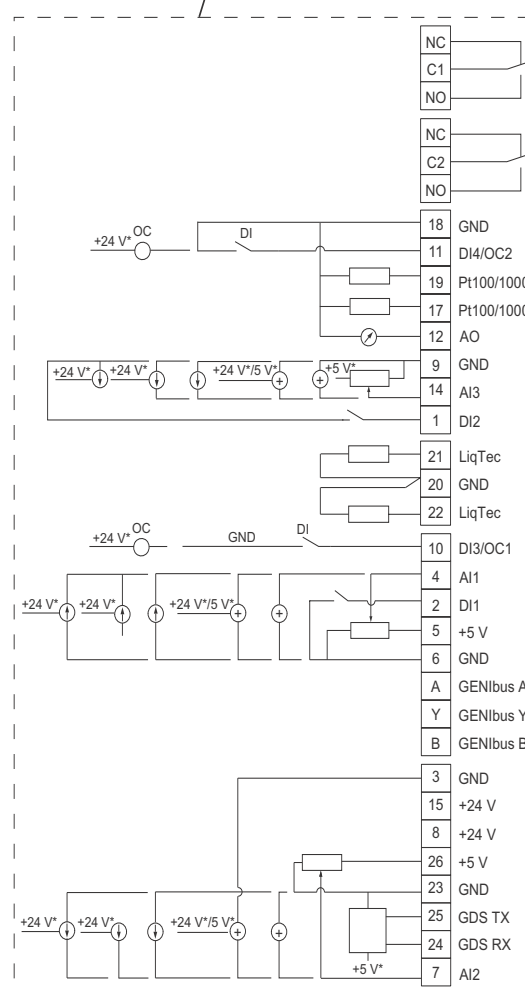 NC
C1
NO
NC
C2
NO
18 GND
+24 V* OC DI 11 DI4/OC2
19 Pt100/1000
17 Pt100/1000
12 AO
9 GND
+24 V* +24 V* +24 V*/5 V* +5 V*
14 AI3
1 DI2
21 LiqTec
20 GND
22 LiqTec
+24 V* OC GND DI 10 DI3/OC1
4 AI1
+24 V* +24 V* +24 V*/5 V* 2 DI1
5 +5 V
6 GND
A GENIbus A
Y GENIbus Y
B GENIbus B
3 GND
15 +24 V
8 +24 V
26 +5 V
23 GND
+24 V* +24 V* +24 V*/5 V* 25 GDS TX
24 GDS RX
+5 V* 7 AI2